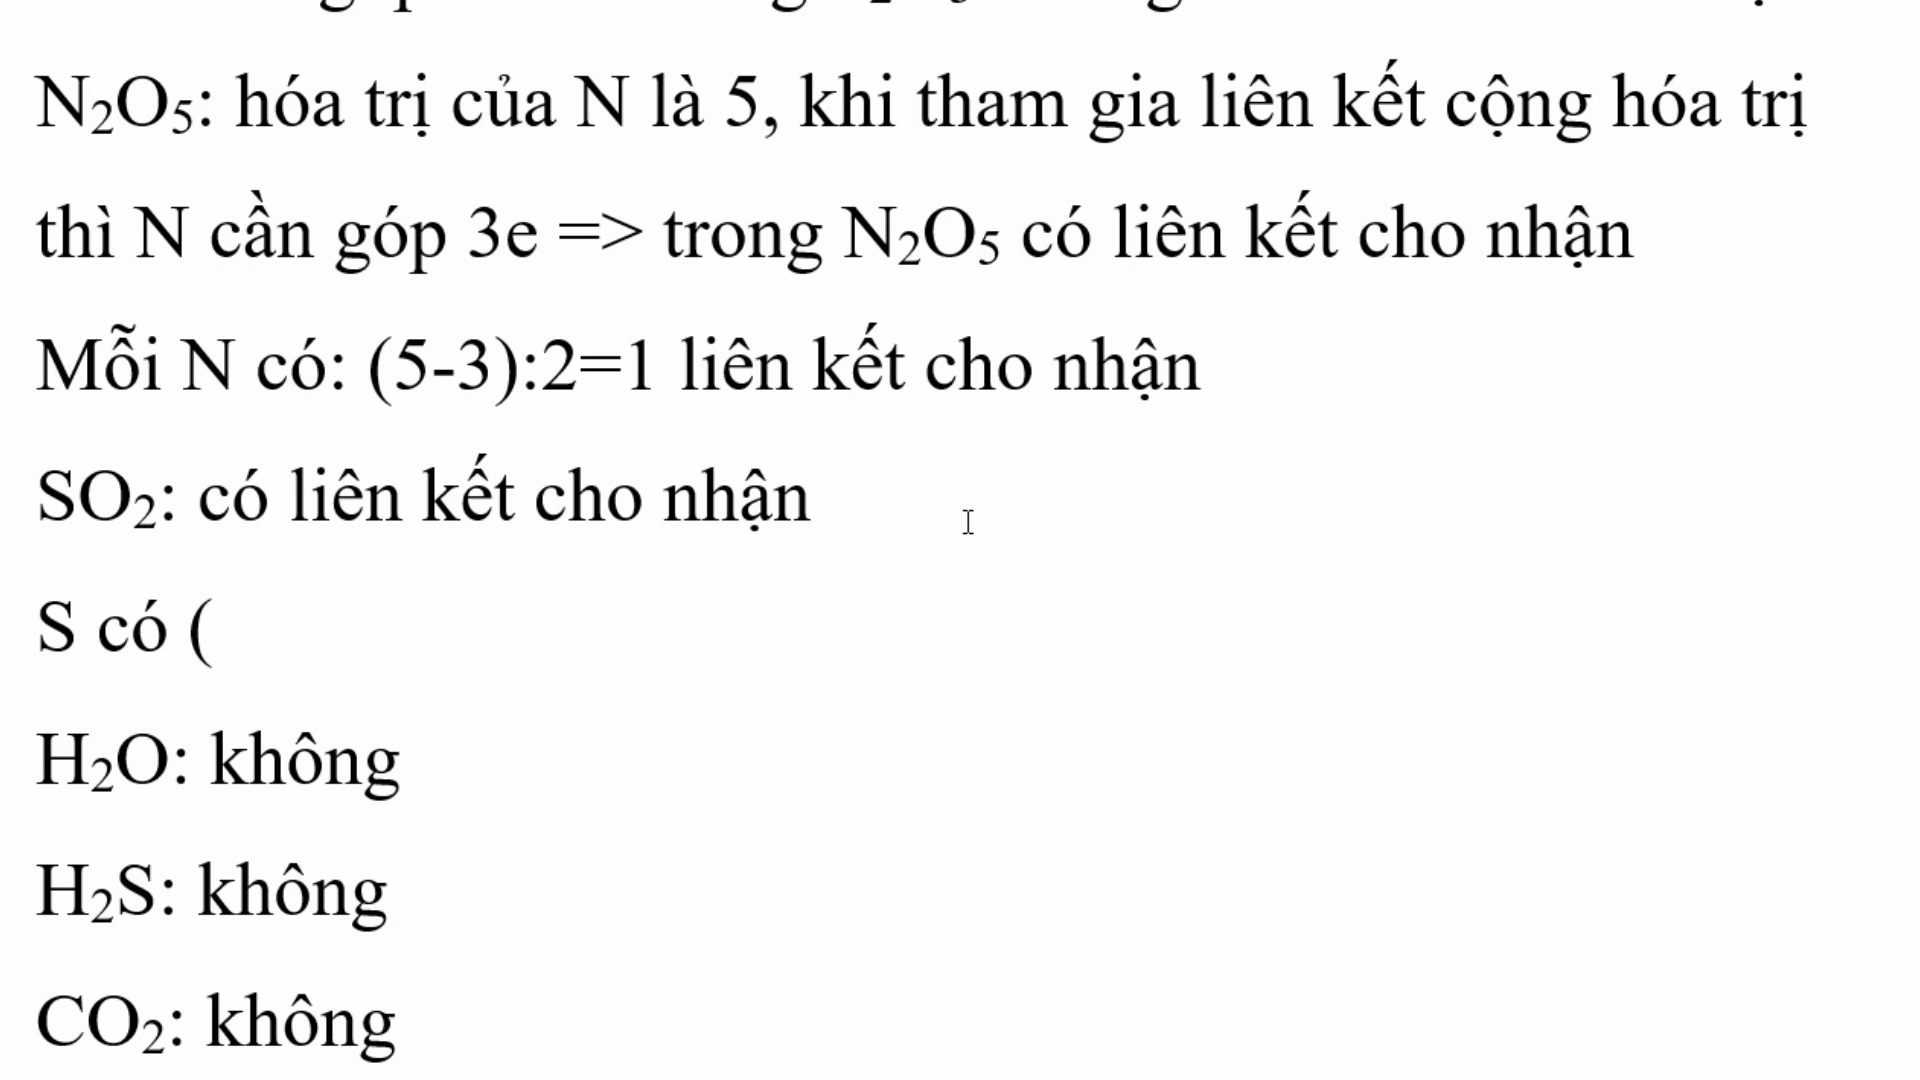 N₂O₅: hóa trị của N là 5, khi tham gia liên kết cộng hóa trị
thì N cần góp 3e => trong N₂O₅ có liên kết cho nhận
Mỗi N có: (5-3):2=1 liên kết cho nhận
SO₂: có liên kết cho nhận
S có (
H₂O: không
H₂S: không
CO₂: không